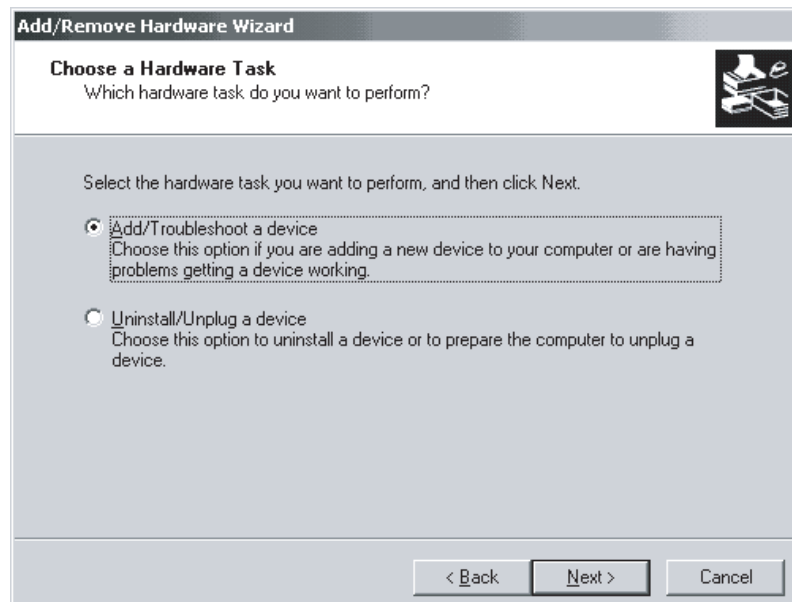 Add/Remove Hardware Wizard
Choose a Hardware Task
Which hardware task do you want to perform?
Select the hardware task you want to perform, and then click Next.
Add/Troubleshoot a device
Choose this option if you are adding a new device to your computer or are having
problems getting a device working.
Uninstall/Unplug a device
Choose this option to uninstall a device or to prepare the computer to unplug a
device.
< Back
Next >
Cancel